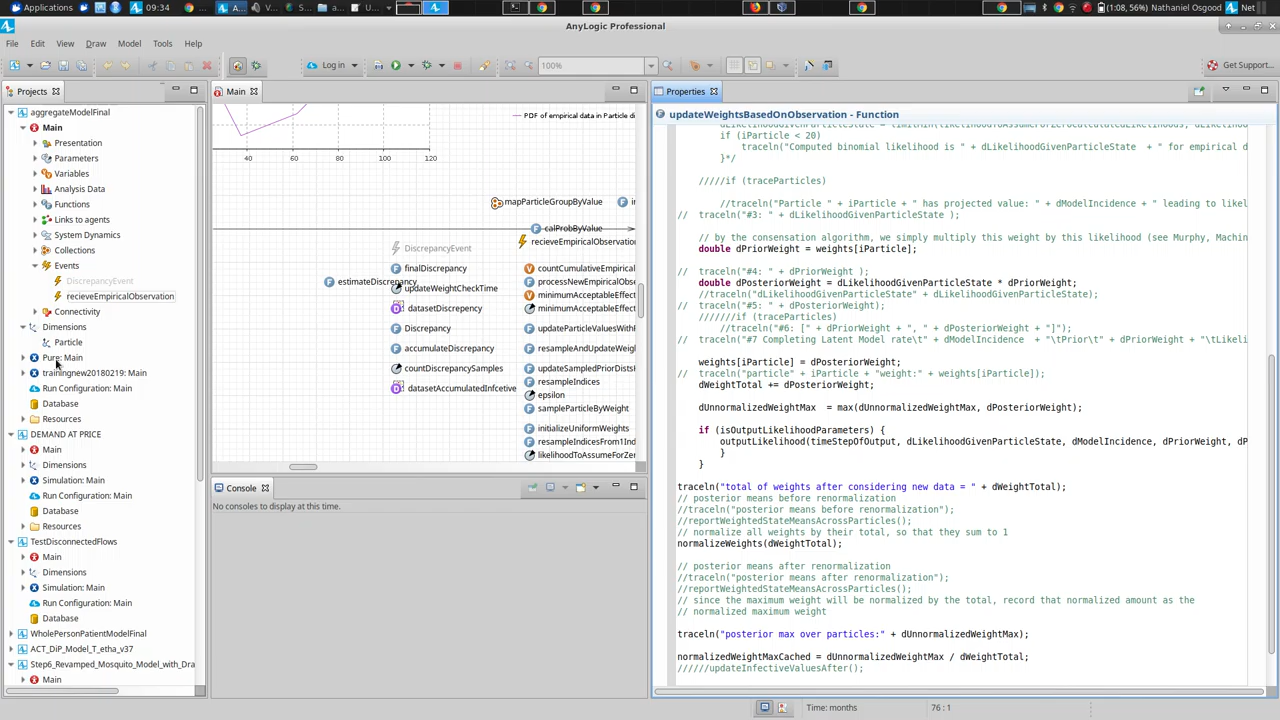 Applications
09:34
A...
V...
S...
a...
U...
(1:08, 56%)
Nathaniel Osgood
Net
AnyLogic Professional
File Edit View Draw Model Tools Help
Log in
100%
Get Support...
Projects
aggregateModelFinal
Main
Presentation
Parameters
Variables
Analysis Data
Functions
Links to agents
System Dynamics
Collections
Events
DiscrepancyEvent
recieveEmpiricalObservation
Connectivity
Dimensions
Particle
Pure: Main
trainingnew20180219: Main
Run Configuration: Main
Database
Resources
DEMAND AT PRICE
Main
Dimensions
Simulation: Main
Run Configuration: Main
Database
Resources
TestDisconnectedFlows
Main
Dimensions
Simulation: Main
Run Configuration: Main
Database
WholePersonPatientModelFinal
ACT_DiP_Model_T_etha_v37
Step6_Revamped_Mosquito_Model_with_Dra
Main
Main
PDF of empirical data in Particle di
40 60 80 100 120
mapParticleGroupByValue
calProbByValue
recieveEmpiricalObservation
DiscrepancyEvent
finalDiscrepancy
estimateDiscrepancy
updateWeightCheckTime
datasetDiscrepency
Discrepancy
accumulateDiscrepancy
countDiscrepancySamples
datasetAccumulatedInfcetive
countCumulativeEmpirical
processNewEmpiricalObse
minimumAcceptableEffect
minimumAcceptableEffect
updateParticleValuesWithF
resampleAndUpdateWeigl
updateSampledPriorDists
resampleIndices
epsilon
sampleParticleByWeight
initializeUniformWeights
resampleIndicesFrom1Ind
likelihoodToAssumeForZer
Console
No consoles to display at this time.
Properties
updateWeightsBasedOnObservation - Function
if (iParticle < 20)
traceln("Computed binomial likelihood is " + dLikelihoodGivenParticleState + " for empirical d
}*/
/////if (traceParticles)
//traceln("Particle " + iParticle + " has projected value: " + dModelIncidence + " leading to likel
// traceln("#3: " + dLikelihoodGivenParticleState );
// by the consensation algorithm, we simply multiply this weight by this likelihood (see Murphy, Machin
double dPriorWeight = weights[iParticle];
// traceln("#4: " + dPriorWeight );
double dPosteriorWeight = dLikelihoodGivenParticleState * dPriorWeight;
//traceln("dLikelihoodGivenParticleState" + dLikelihoodGivenParticleState);
// traceln("#5: " + dPosteriorWeight);
///////if (traceParticles)
//traceln("#6: [" + dPriorWeight + ", " + dPosteriorWeight + "]");
// traceln("#7 Completing Latent Model rate\t" + dModelIncidence + "\tPrior\t" + dPriorWeight + "\tLikeli
weights[iParticle] = dPosteriorWeight;
// traceln("particle" + iParticle + "weight:" + weights[iParticle]);
dWeightTotal += dPosteriorWeight;
dUnnormalizedWeightMax = max(dUnnormalizedWeightMax, dPosteriorWeight);
if (isOutputLikelihoodParameters) {
outputLikelihood(timeStepOfOutput, dLikelihoodGivenParticleState, dModelIncidence, dPriorWeight, dP
}
}
traceln("total of weights after considering new data = " + dWeightTotal);
// posterior means before renormalization
//traceln("posterior means before renormalization");
//reportWeightedStateMeansAcrossParticles();
// normalize all weights by their total, so that they sum to 1
normalizeWeights(dWeightTotal);
// posterior means after renormalization
//traceln("posterior means after renormalization");
//reportWeightedStateMeansAcrossParticles();
// since the maximum weight will be normalized by the total, record that normalized amount as the
// normalized maximum weight
traceln("posterior max over particles:" + dUnnormalizedWeightMax);
normalizedWeightMaxCached = dUnnormalizedWeightMax / dWeightTotal;
//////updateInfectiveValuesAfter();
Time: months
76 : 1